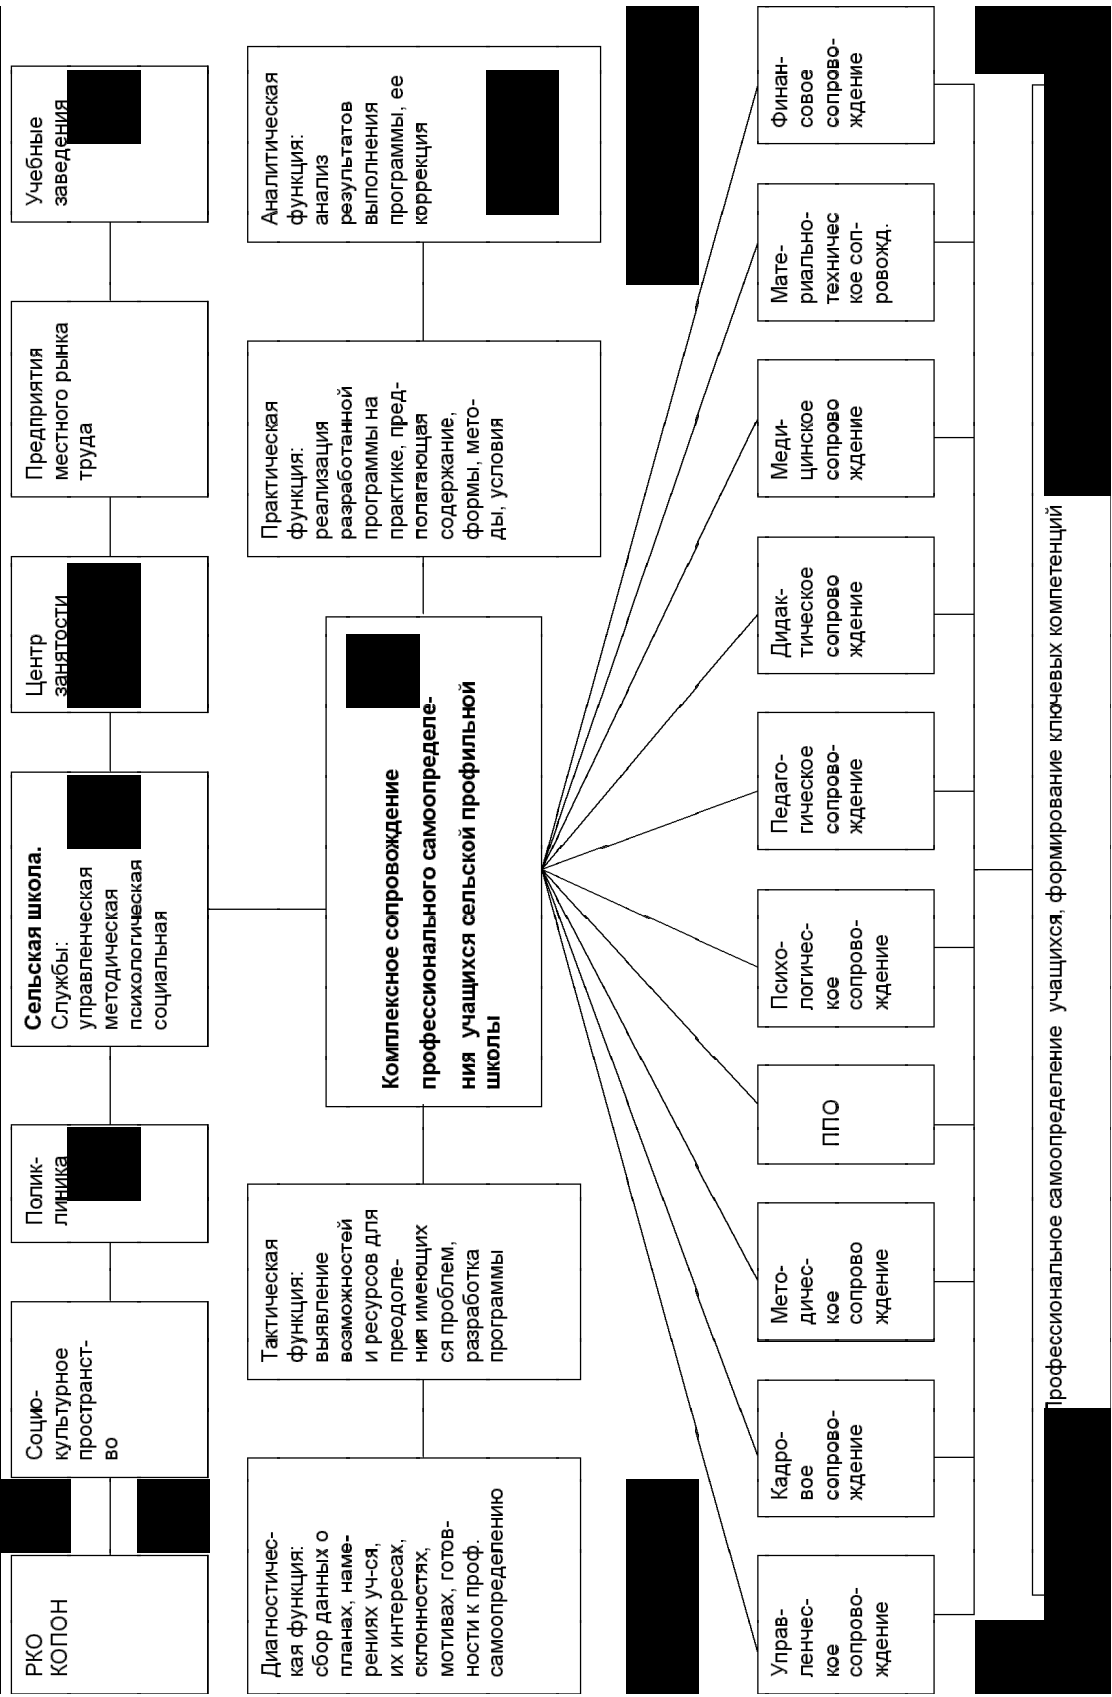 РКО
КОПОН
Социо-
культурное
пространст-
во
Полик-
линика
Сельская школа.
Службы:
управленческая
методическая
психологическая
социальная
Центр
занятости
Предприятия
местного рынка
труда
Учебные
заведения
Диагностичес-
кая функция:
сбор данных о
планах, наме-
рениях уч-ся,
их интересах,
склонностях,
мотивах, готов-
ности к проф.
самоопределению
Тактическая
функция:
выявление
возможностей
и ресурсов для
преодоле-
ния имеющих
ся проблем,
разработка
программы
Комплексное сопровождение
профессионального самоопределе-
ния учащихся сельской профильной
школы
Практическая
функция:
реализация
разработанной
программы на
практике, пред-
полагающая
содержание,
формы, мето-
ды, условия
Аналитическая
функция:
анализ
результатов
выполнения
программы, ее
коррекция
Управ-
ленчес-
кое
сопрово-
ждение
Кадро-
вое
сопрово-
ждение
Мето-
дичес-
кое
сопрово
ждение
ППО
Психо-
логичес-
кое
сопрово-
ждение
Педаго-
гическое
сопрово-
ждение
Дидак-
тическое
сопрово
ждение
Меди-
цинское
сопрово
ждение
Мате-
риально-
техничес
кое соп-
ровожд.
Финан-
совое
сопрово-
ждение
Профессиональное самоопределение учащихся, формирование ключевых компетенций